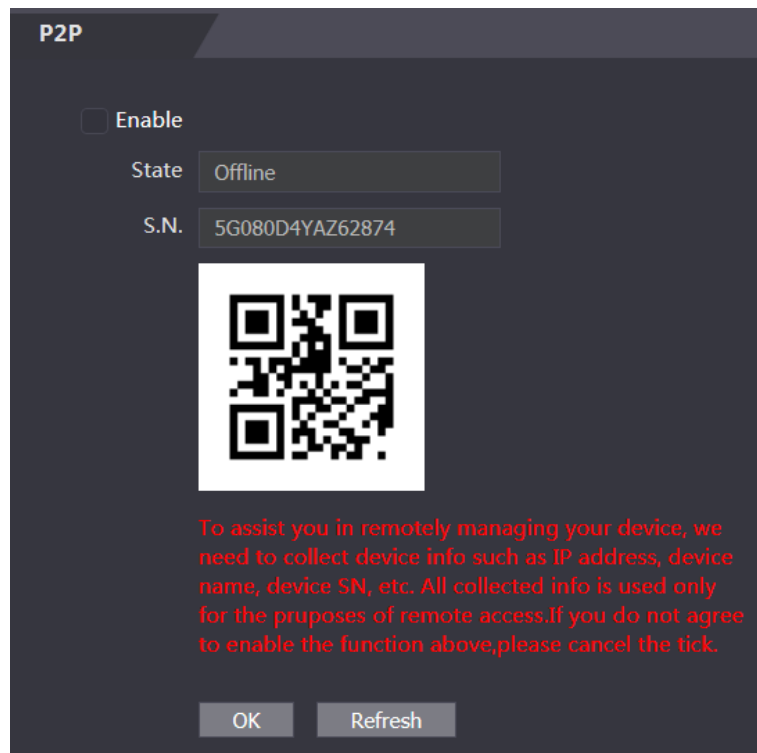 P2P
Enable
State Offline
S.N. 5G080D4YAZ62874
To assist you in remotely managing your device, we
need to collect device info such as IP address, device
name, device SN, etc. All collected info is used only
for the pruposes of remote access.If you do not agree
to enable the function above,please cancel the tick.
OK Refresh